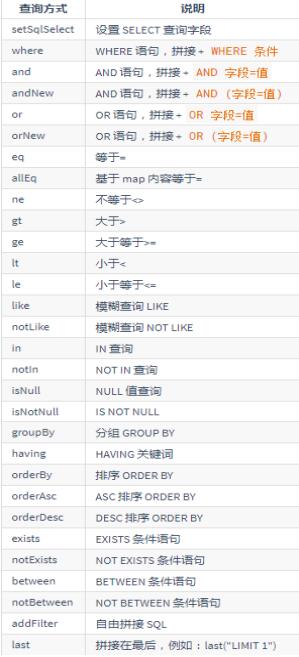 查询方式 说明
setSqlSelect 设置 SELECT 查询字段
where WHERE 语句，拼接 + WHERE 条件
and AND 语句，拼接 + AND 字段=值
andNew AND 语句，拼接 + AND (字段=值)
or OR 语句，拼接 + OR 字段=值
orNew OR 语句，拼接 + OR (字段=值)
eq 等于=
allEq 基于 map 内容等于=
ne 不等于<>
gt 大于>
ge 大于等于>=
lt 小于<
le 小于等于<=
like 模糊查询 LIKE
notLike 模糊查询 NOT LIKE
in IN 查询
notIn NOT IN 查询
isNull NULL 值查询
isNotNull IS NOT NULL
groupBy 分组 GROUP BY
having HAVING 关键词
orderBy 排序 ORDER BY
orderAsc ASC 排序 ORDER BY
orderDesc DESC 排序 ORDER BY
exists EXISTS 条件语句
notExists NOT EXISTS 条件语句
between BETWEEN 条件语句
notBetween NOT BETWEEN 条件语句
addFilter 自由拼接 SQL
last 拼接在最后，例如：last("LIMIT 1")